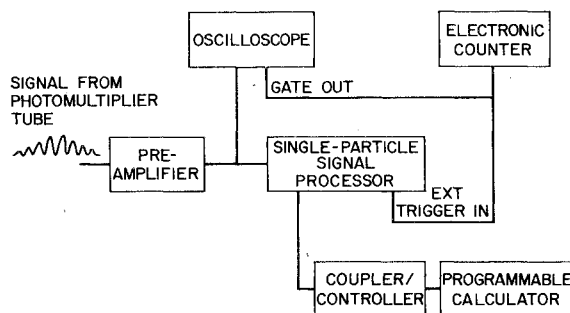 OSCILLOSCOPE
ELECTRONIC
COUNTER
SIGNAL FROM
PHOTOMULTIPLIER
TUBE
GATE OUT
PRE-
AMPLIFIER
SINGLE-PARTICLE
SIGNAL
PROCESSOR
EXT
TRIGGER IN
COUPLER/
CONTROLLER
PROGRAMMABLE
CALCULATOR